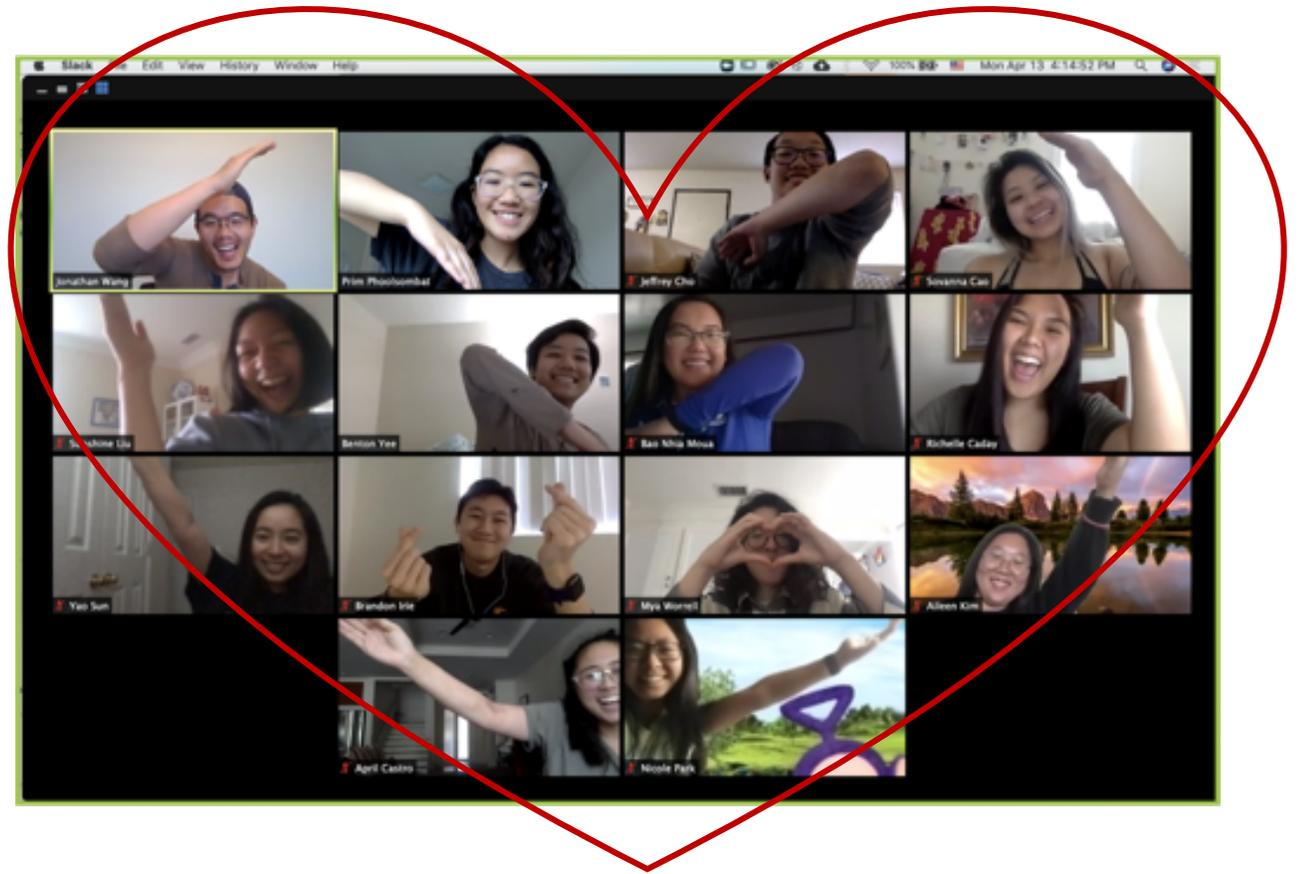 Slack File Edit View History Window Help 100% Mon Apr 13 4:14:52 PM
Jonathan Wang Prim Phoolsombat Jeffrey Cho Sovanna Cao
Sunshine Liu Benton Yee Bao Nhia Moua Richelle Caday
Yao Sun Brandon Irie Mya Worrell Aileen Kim
April Castro Nicole Park